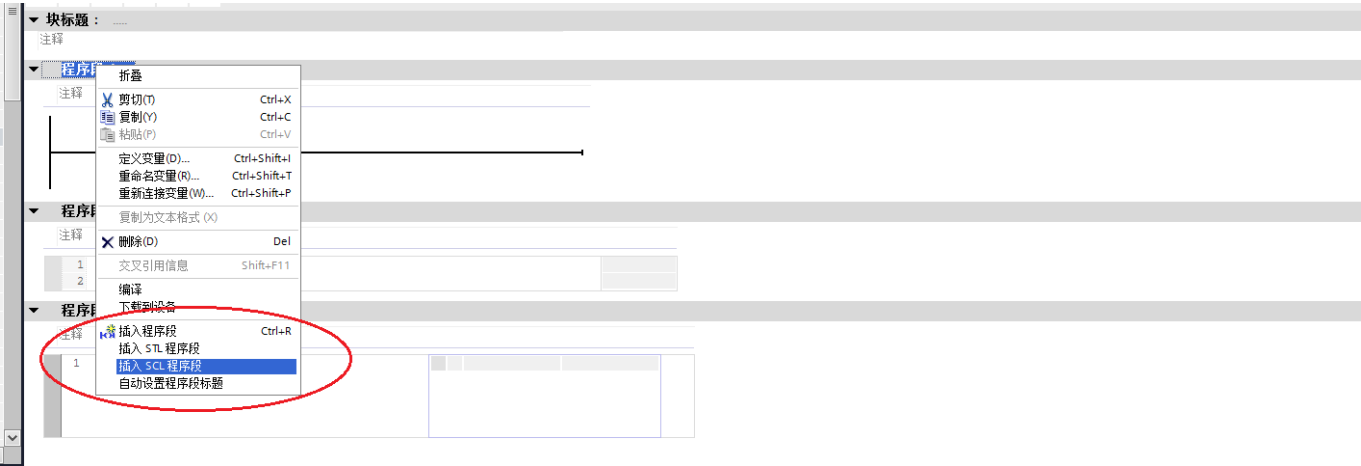 块标题： .....
注释
程序段
注释
折叠
剪切(T) Ctrl+X
复制(Y) Ctrl+C
粘贴(P) Ctrl+V
定义变量(D)... Ctrl+Shift+I
重命名变量(R)... Ctrl+Shift+T
重新连接变量(W)... Ctrl+Shift+P
复制为文本格式 (X)
删除(D) Del
交叉引用信息 Shift+F11
编译
下载到设备
插入程序段 Ctrl+R
插入 STL 程序段
插入 SCL 程序段
自动设置程序段标题
程序段
注释
1
2
程序段
注释
1